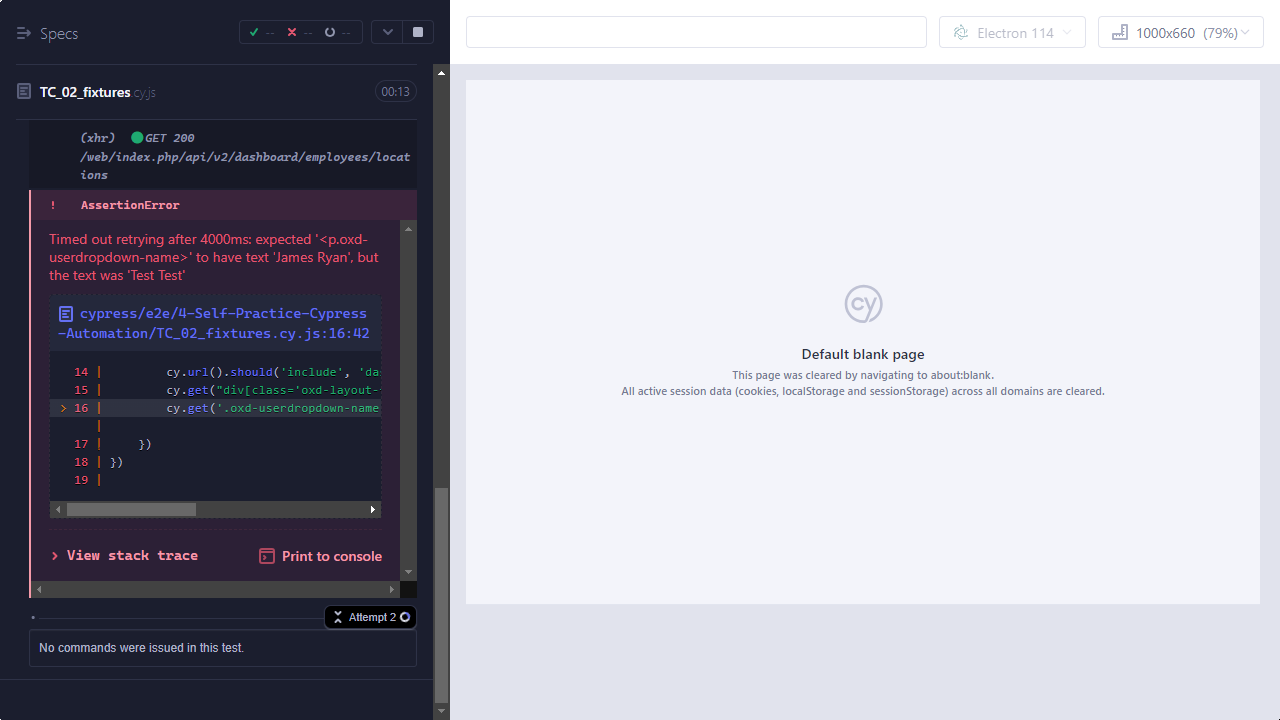 Specs
--
--
--
Electron 114
1000x660 (79%)
TC_02_fixtures.cy.js
00:13
(xhr) GET 200
/web/index.php/api/v2/dashboard/employees/locat
ions
! AssertionError
Timed out retrying after 4000ms: expected '<p.oxd-
userdropdown-name>' to have text 'James Ryan', but
the text was 'Test Test'
cypress/e2e/4-Self-Practice-Cypress
-Automation/TC_02_fixtures.cy.js:16:42
14 | cy.url().should('include', 'da
15 | cy.get("div[class='oxd-layout-
> 16 | cy.get('.oxd-userdropdown-name
|
17 | })
18 | })
19 |
> View stack trace
Print to console
Attempt 2
No commands were issued in this test.
cy
Default blank page
This page was cleared by navigating to about:blank.
All active session data (cookies, localStorage and sessionStorage) across all domains are cleared.